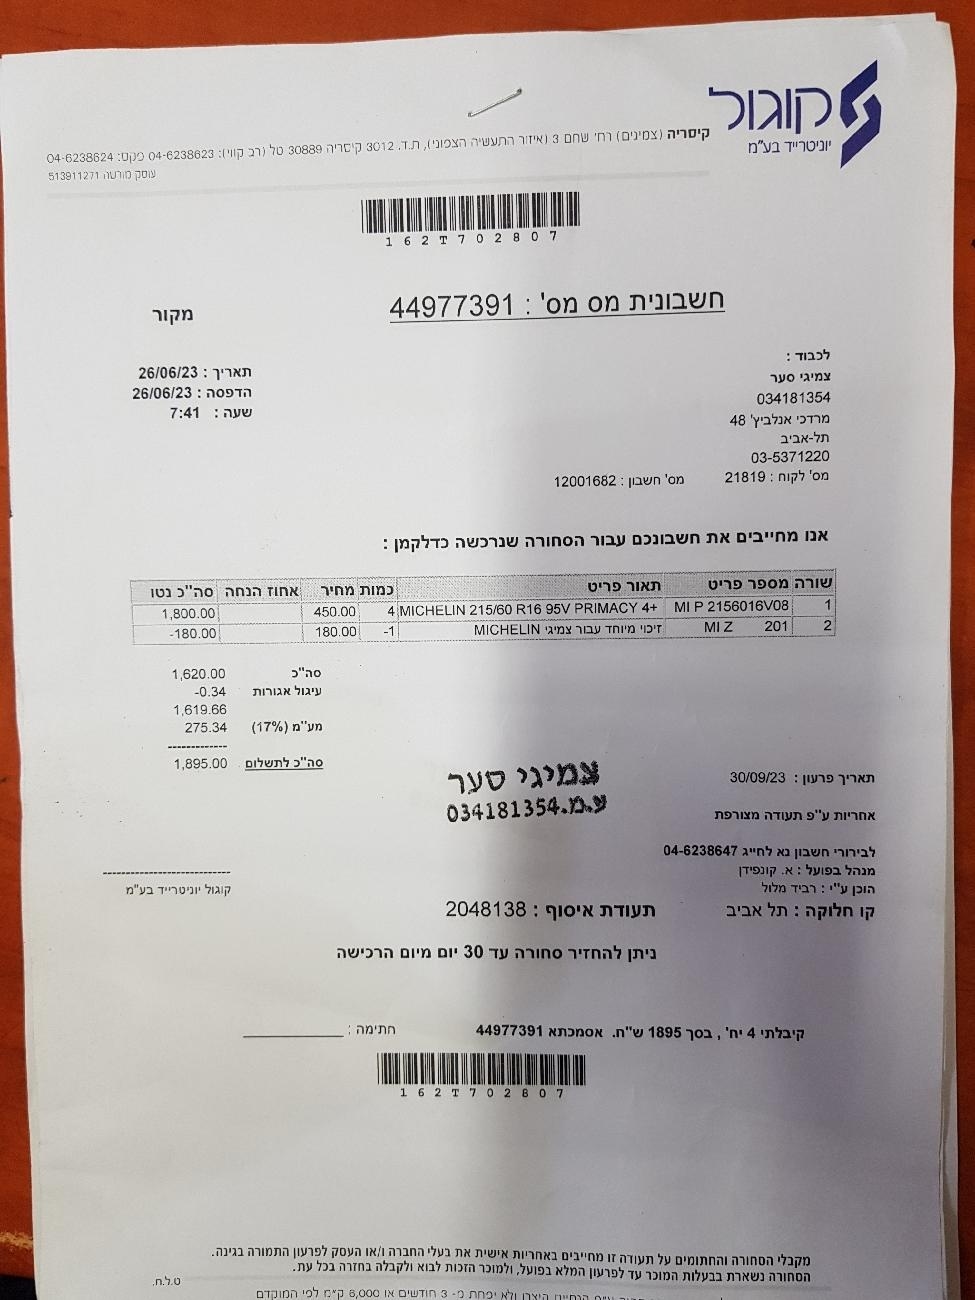 קוגול
יוניטרייד בע"מ
קיסריה (צמינים) רח' שחם 3 (איזור התעשיה הצפוני), ת.ד. 3012 קיסריה 30889 טל (רב קווי): 04-6238623 פקס: 04-6238624
עוסק מורשה 513911271
162T702807
חשבונית מס מס' : 44977391
מקור
לכבוד :
צמיגי סער
034181354
מרדכי אנלביץ' 48
תל-אביב
03-5371220
מס' לקוח : 21819 מס' חשבון : 12001682
תאריך : 26/06/23
הדפסה : 26/06/23
שעה : 7:41
אנו מחייבים את חשבונכם עבור הסחורה שנרכשה כדלקמן :
שורה מספר פריט תאור פריט כמות מחיר אחוז הנחה סה"כ נטו
1 MI P 2156016V08 MICHELIN 215/60 R16 95V PRIMACY 4+ 4 450.00 1,800.00
2 MI Z 201 זיכוי מיוחד עבור צמיגי MICHELIN -1 180.00 -180.00
סה"כ 1,620.00
עיגול אגורות -0.34
1,619.66
מע"מ (17%) 275.34
סה"כ לתשלום 1,895.00
צמיגי סער
ע.מ.034181354
תאריך פרעון : 30/09/23
אחריות ע"פ תעודה מצורפת
לבירורי חשבון נא לחייג 04-6238647
מנהל בפועל : א. קונפידן
הוכן ע"י : רביד מלול
קוגול יוניטרייד בע"מ
קו חלוקה : תל אביב תעודת איסוף : 2048138
ניתן להחזיר סחורה עד 30 יום מיום הרכישה
קיבלתי 4 יח' , בסך 1895 ש"ח. אסמכתא 44977391 חתימה :
162T702807
מקבלי הסחורה והחתומים על תעודה זו מחייבים באחריות אישית את בעלי החברה ו/או העסק לפרעון התמורה בגינה.
הסחורה נשארת בבעלות המוכר עד לפרעון המלא בפועל, ולמוכר הזכות לבוא ולקבלה בחזרה בכל עת.
ט.ל.ח.
ולא יפחת מ- 3 חודשים או 6,000 ק"מ לפי המוקדם